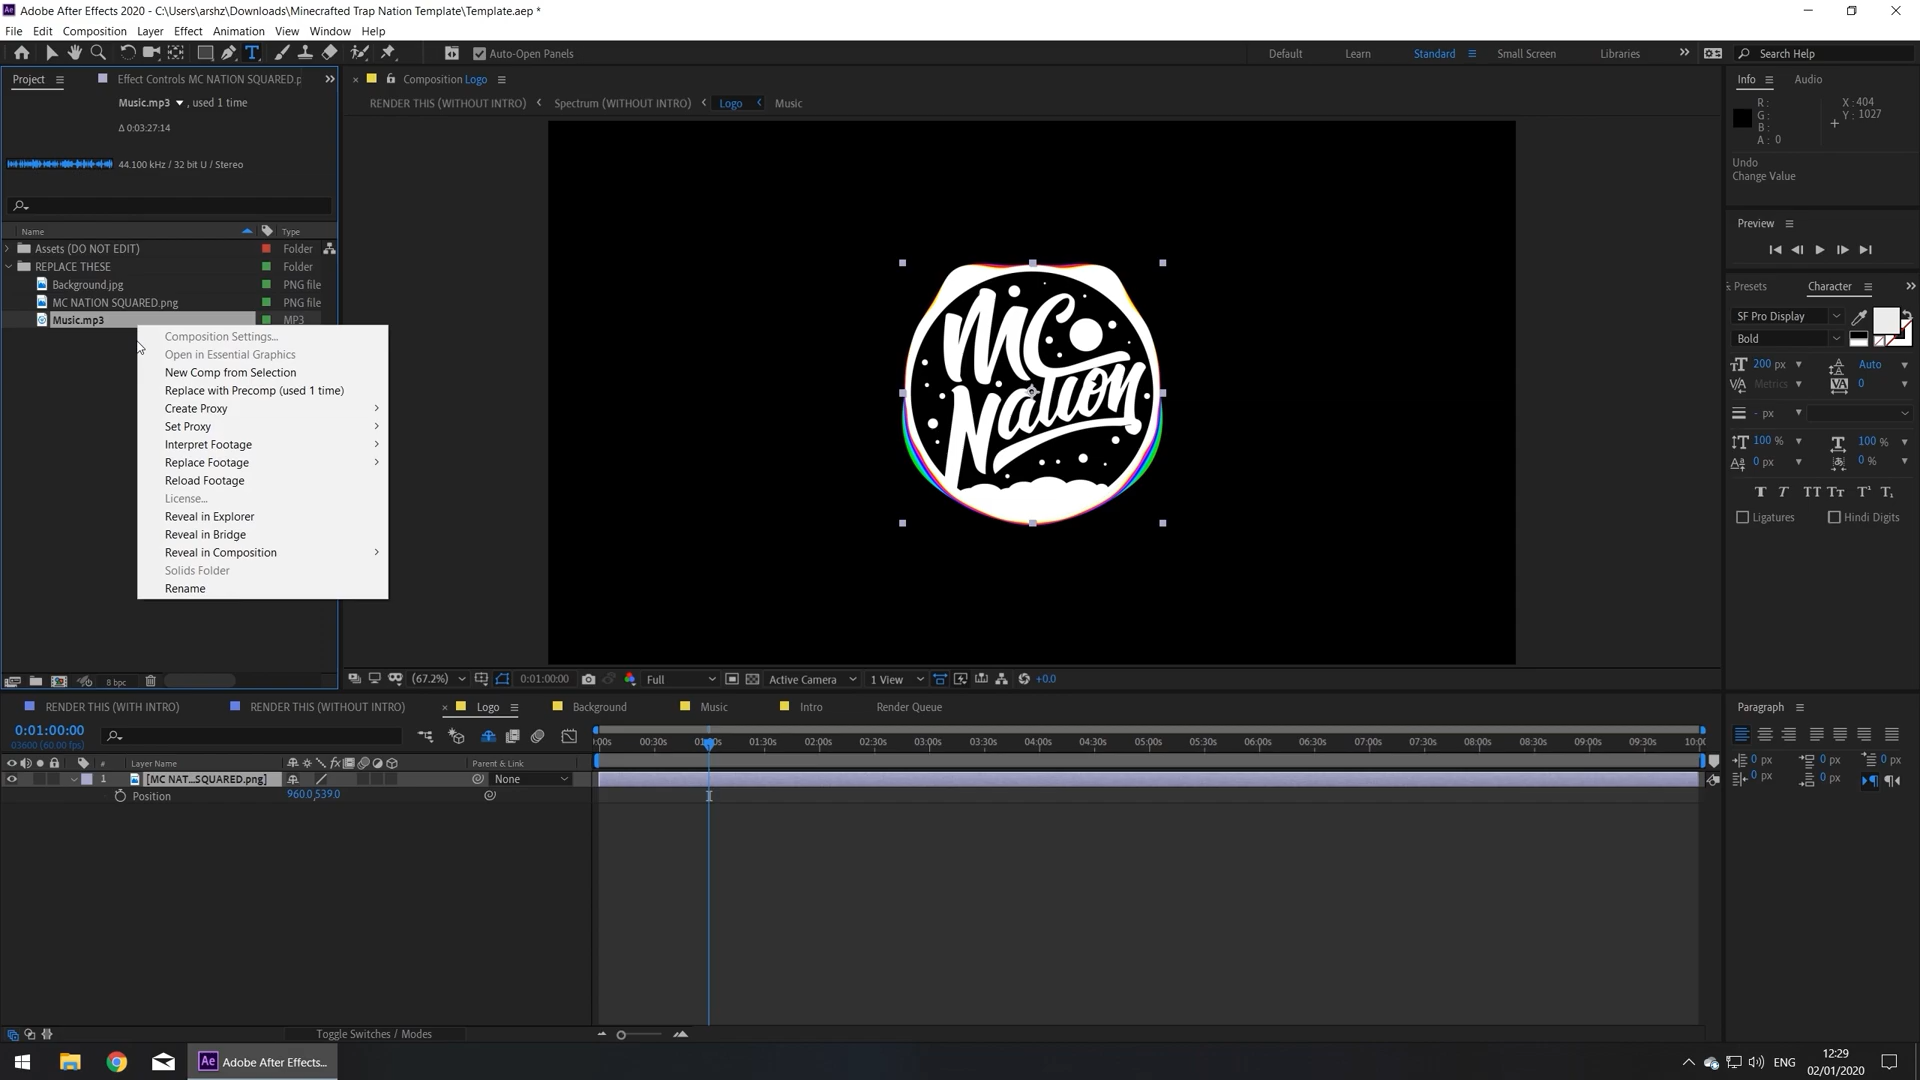 Adobe After Effects 2020 - C:\Users\arshz\Downloads\Minecrafted Trap Nation Template\Template.aep *
File Edit Composition Layer Effect Animation View Window Help
Auto-Open Panels
Default Learn Standard Small Screen Libraries Search Help
Project Effect Controls MC NATION SQUARED.p
Composition Logo
Info Audio
Music.mp3 , used 1 time
RENDER THIS (WITHOUT INTRO) Spectrum (WITHOUT INTRO) Logo Music
R: X : 404
G: Y : 1027
B:
A: 0
Δ 0:03:27:14
44.100 kHz / 32 bit U / Stereo
Undo
Change Value
Name Type
Assets (DO NOT EDIT) Folder
REPLACE THESE Folder
Background.jpg PNG file
MC NATION SQUARED.png PNG file
Music.mp3 MP3
Composition Settings...
Open in Essential Graphics
New Comp from Selection
Replace with Precomp (used 1 time)
Create Proxy
Set Proxy
Interpret Footage
Replace Footage
Reload Footage
License...
Reveal in Explorer
Reveal in Bridge
Reveal in Composition
Solids Folder
Rename
MC
Nation
Preview
Presets Character
SF Pro Display
Bold
200 px Auto
Metrics 0
- px
100 % 100 %
0 px 0 %
T T TT Tt T¹ T₁
Ligatures Hindi Digits
8 bpc
(67.2%) 0:01:00:00 Full Active Camera 1 View +0.0
RENDER THIS (WITH INTRO) RENDER THIS (WITHOUT INTRO) Logo Background Music Intro Render Queue
Paragraph
0:01:00:00
03600 (60.00 fps)
:00s 00:30s 01:00s 01:30s 02:00s 02:30s 03:00s 03:30s 04:00s 04:30s 05:00s 05:30s 06:00s 06:30s 07:00s 07:30s 08:00s 08:30s 09:00s 09:30s 10:00
# Layer Name Parent & Link
1 [MC NAT...SQUARED.png] None
Position 960.0,539.0
0 px 0 px 0 px
0 px 0 px
Toggle Switches / Modes
Adobe After Effects...
ENG
12:29
02/01/2020